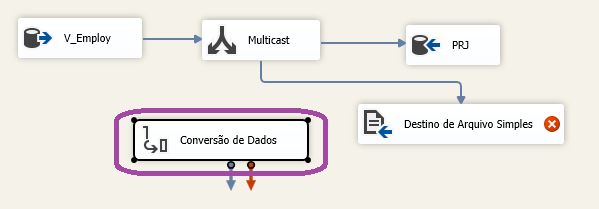 V_Employ
Multicast
PRJ
Destino de Arquivo Simples
Conversão de Dados